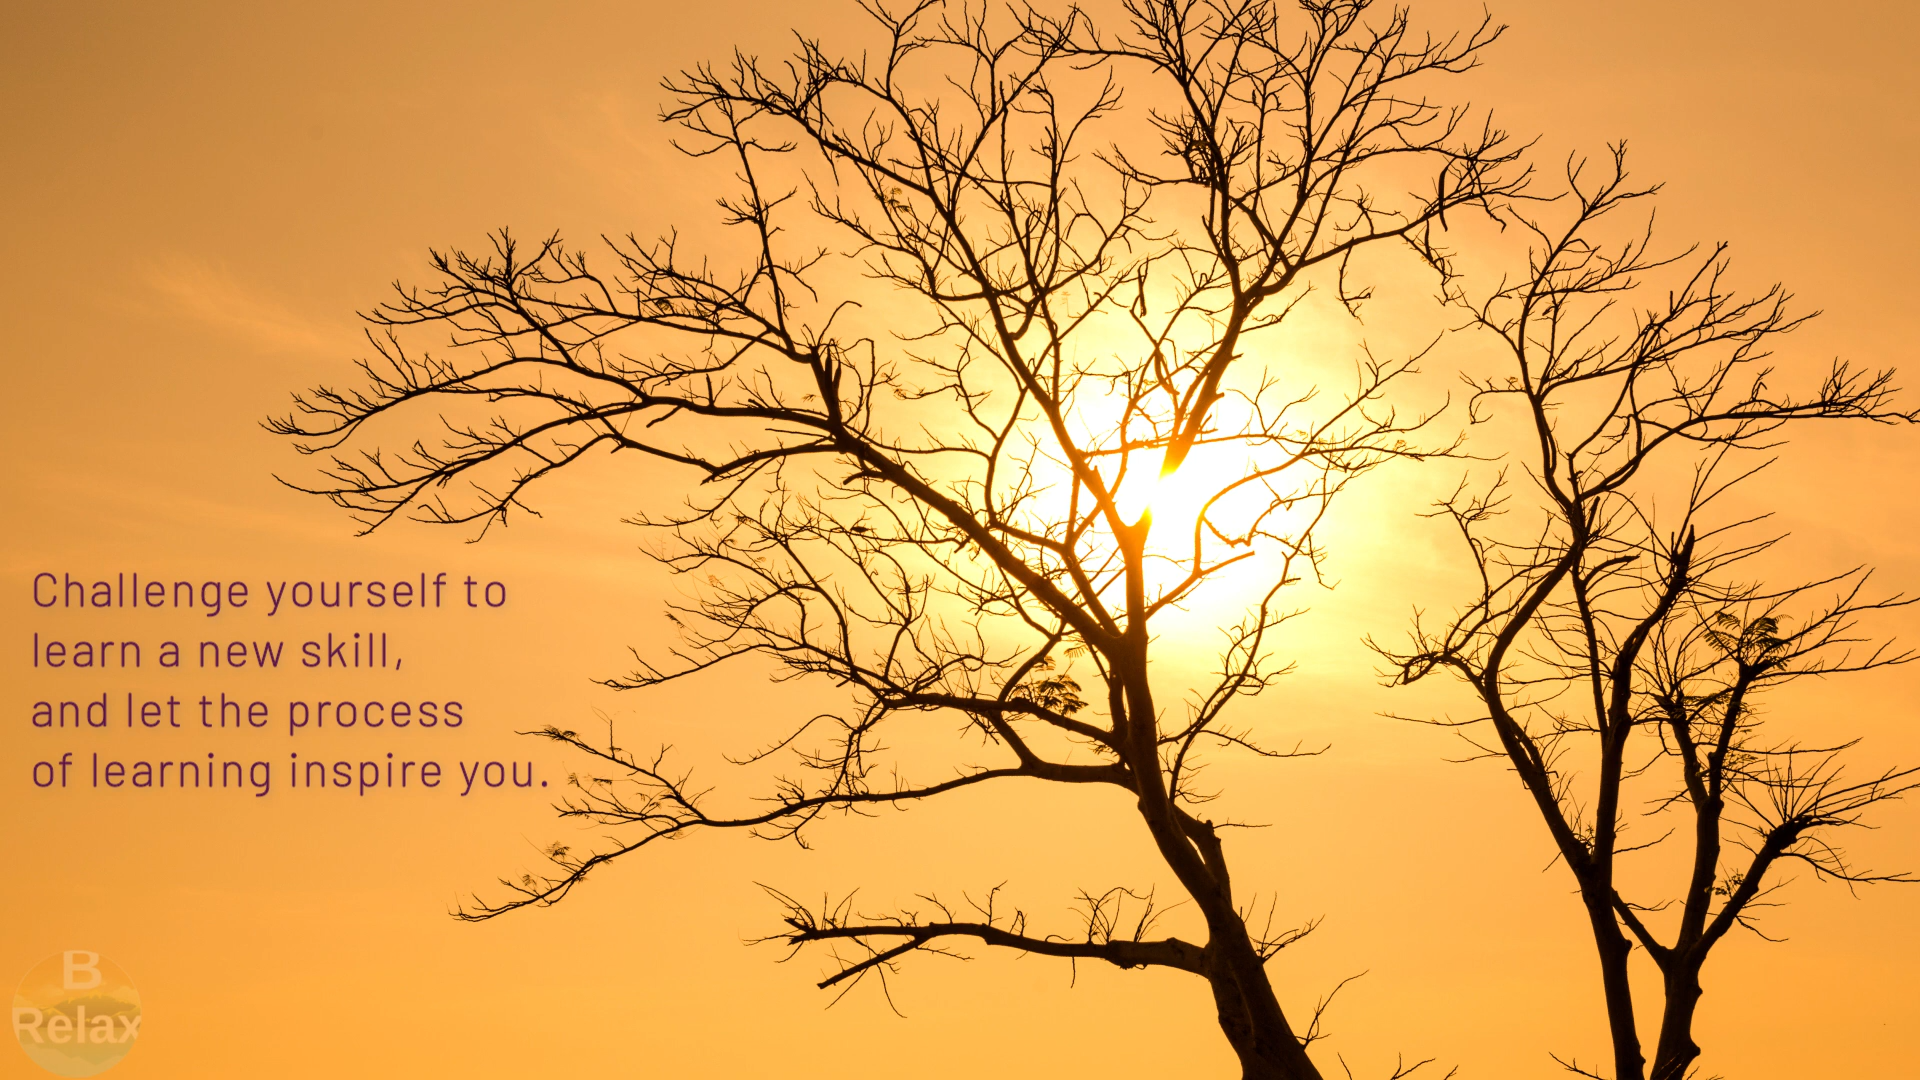 Challenge yourself to
learn a new skill,
and let the process
of learning inspire you.
B
Relax